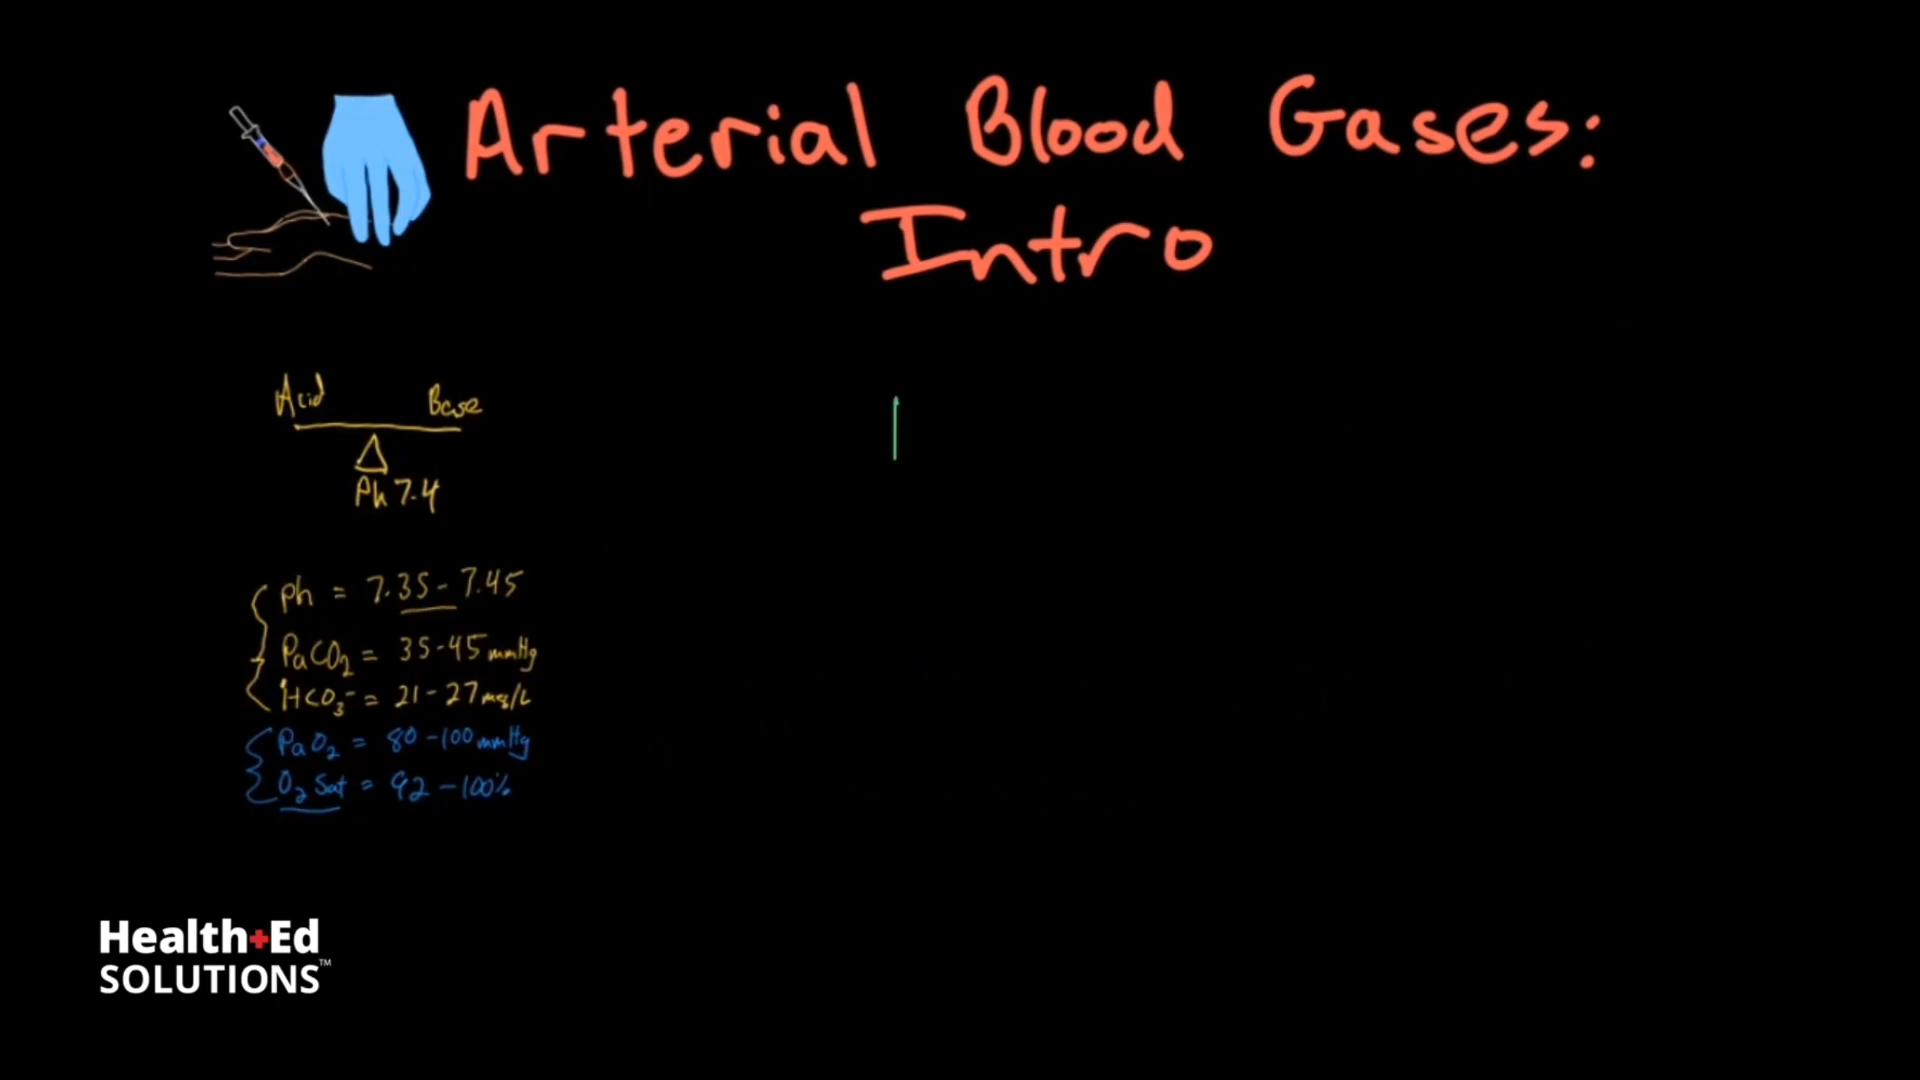 Arterial Blood Gases:
Intro
Acid Base
Ph 7.4
Ph = 7.35 - 7.45
PaCO₂ = 35-45 mmHg
HCO₃⁻ = 21-27 meq/L
PaO₂ = 80-100 mmHg
O₂ Sat = 92-100%
Health+Ed
SOLUTIONS™